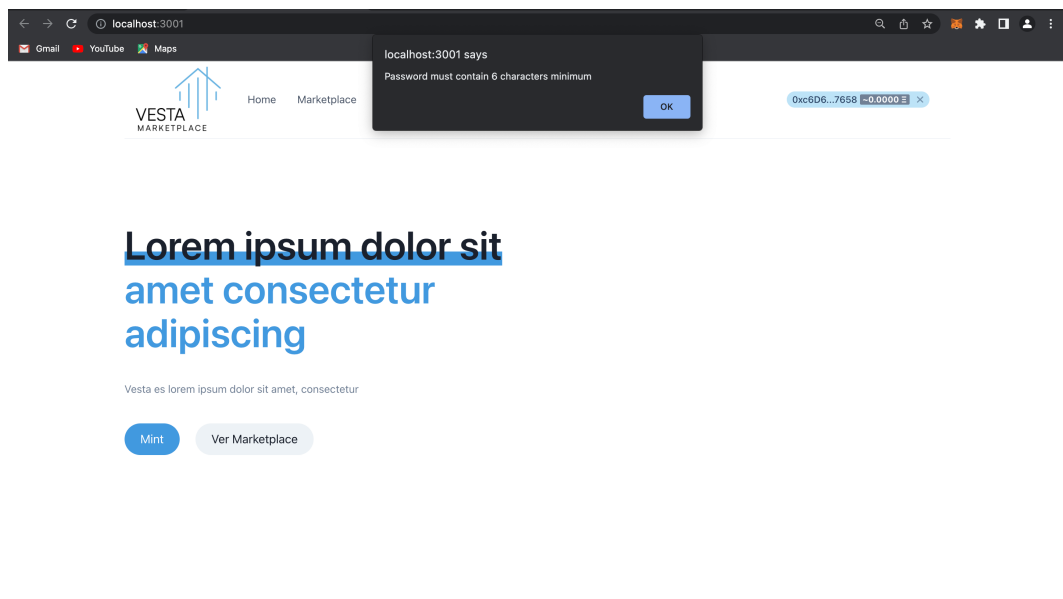 localhost:3001
Gmail YouTube Maps
localhost:3001 says
Password must contain 6 characters minimum
OK
VESTA
MARKETPLACE
Home Marketplace
0xc6D6...7658 ~0.0000 Ξ
Lorem ipsum dolor sit
amet consectetur
adipiscing
Vesta es lorem ipsum dolor sit amet, consectetur
Mint Ver Marketplace